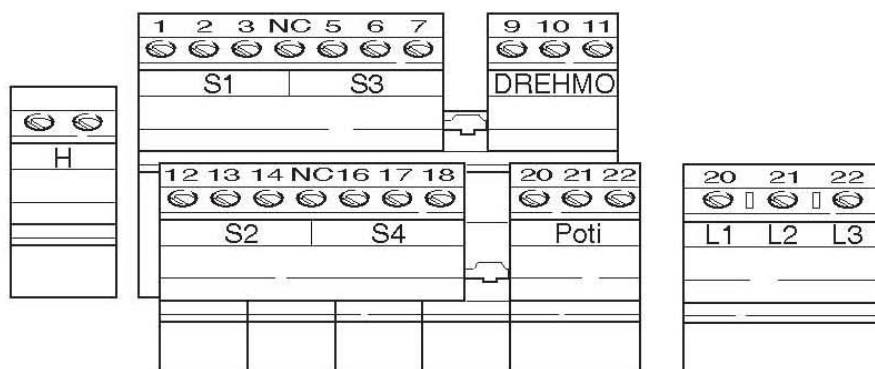 1 2 3 NC 5 6 7
9 10 11
S1 S3
DREHMO
H
12 13 14 NC 16 17 18
20 21 22
20 21 22
S2 S4
Poti
L1 L2 L3